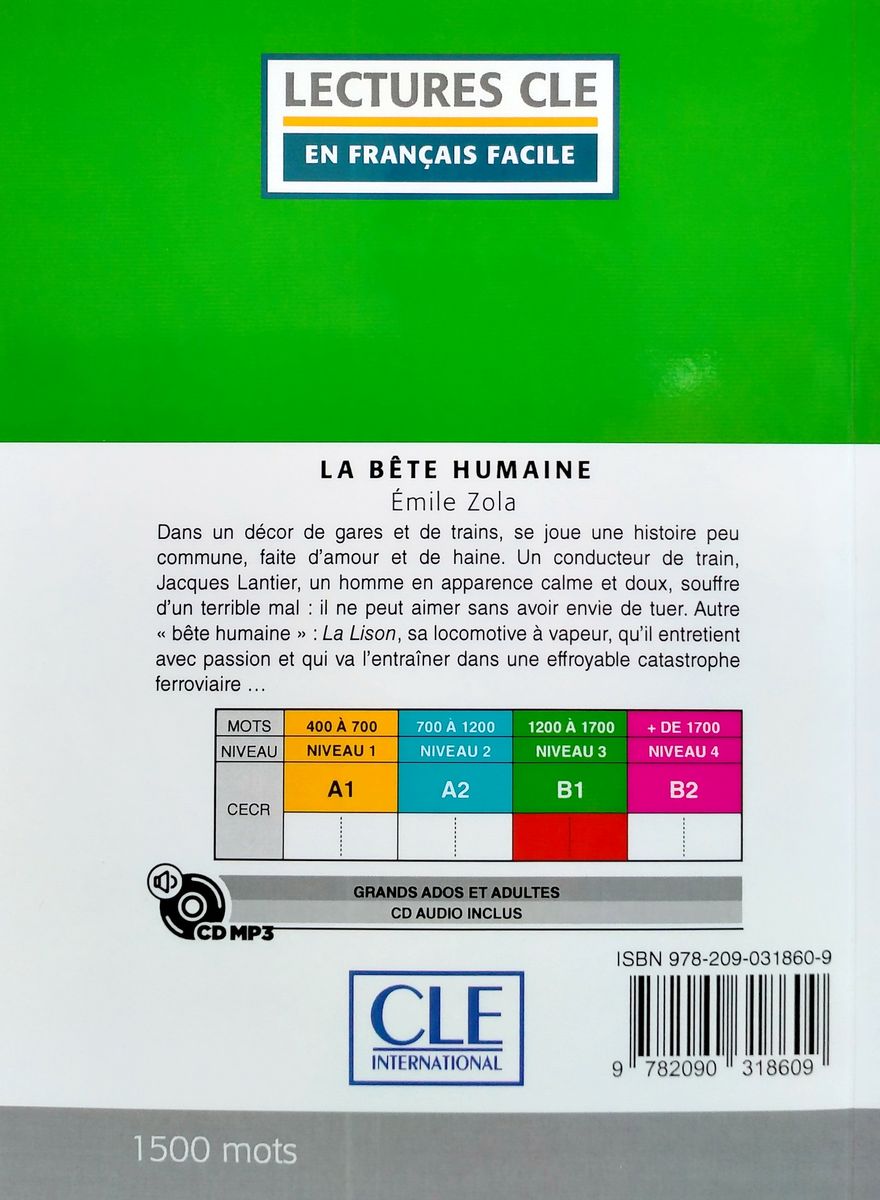 LECTURES CLE
EN FRANÇAIS FACILE
LA BÊTE HUMAINE
Émile Zola
Dans un décor de gares et de trains, se joue une histoire peu
commune, faite d'amour et de haine. Un conducteur de train,
Jacques Lantier, un homme en apparence calme et doux, souffre
d'un terrible mal : il ne peut aimer sans avoir envie de tuer. Autre
« bête humaine » : La Lison, sa locomotive à vapeur, qu'il entretient
avec passion et qui va l'entraîner dans une effroyable catastrophe
ferroviaire ...
MOTS 400 À 700 700 À 1200 1200 À 1700 + DE 1700
NIVEAU NIVEAU 1 NIVEAU 2 NIVEAU 3 NIVEAU 4
CECR A1 A2 B1 B2
GRANDS ADOS ET ADULTES
CD AUDIO INCLUS
CD MP3
ISBN 978-209-031860-9
9 782090 318609
CLE
INTERNATIONAL
1500 mots